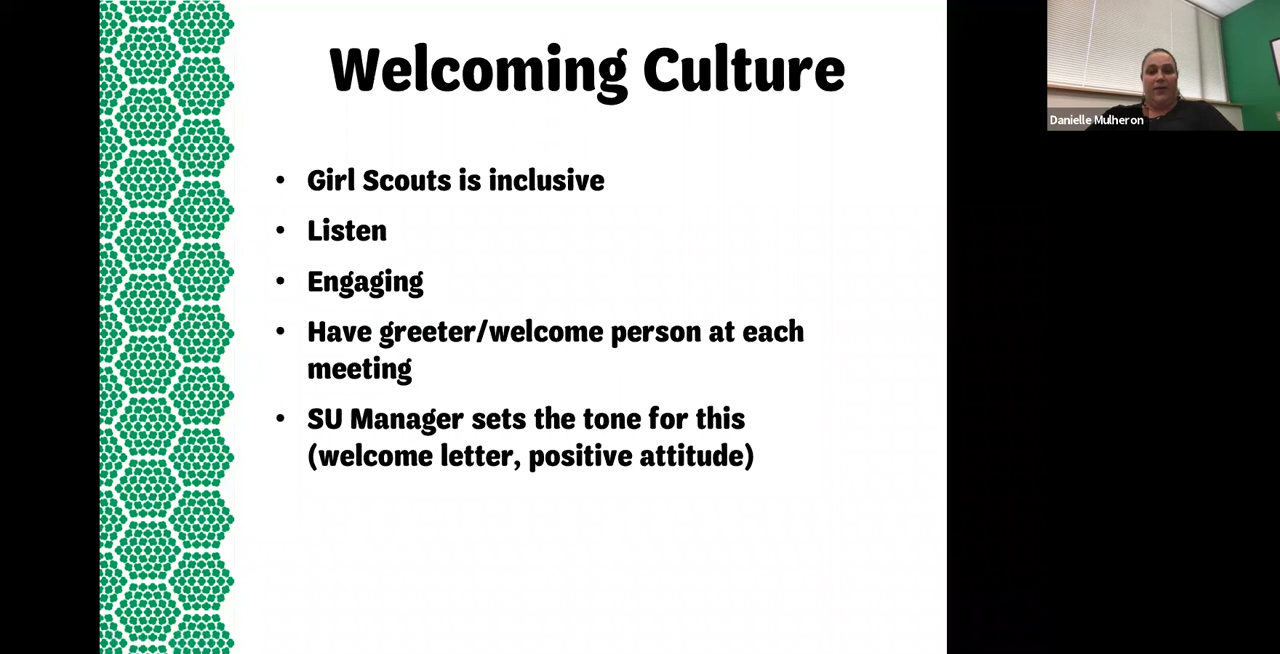 Welcoming Culture
• Girl Scouts is inclusive
• Listen
• Engaging
• Have greeter/welcome person at each
meeting
• SU Manager sets the tone for this
(welcome letter, positive attitude)
Danielle Mulheron